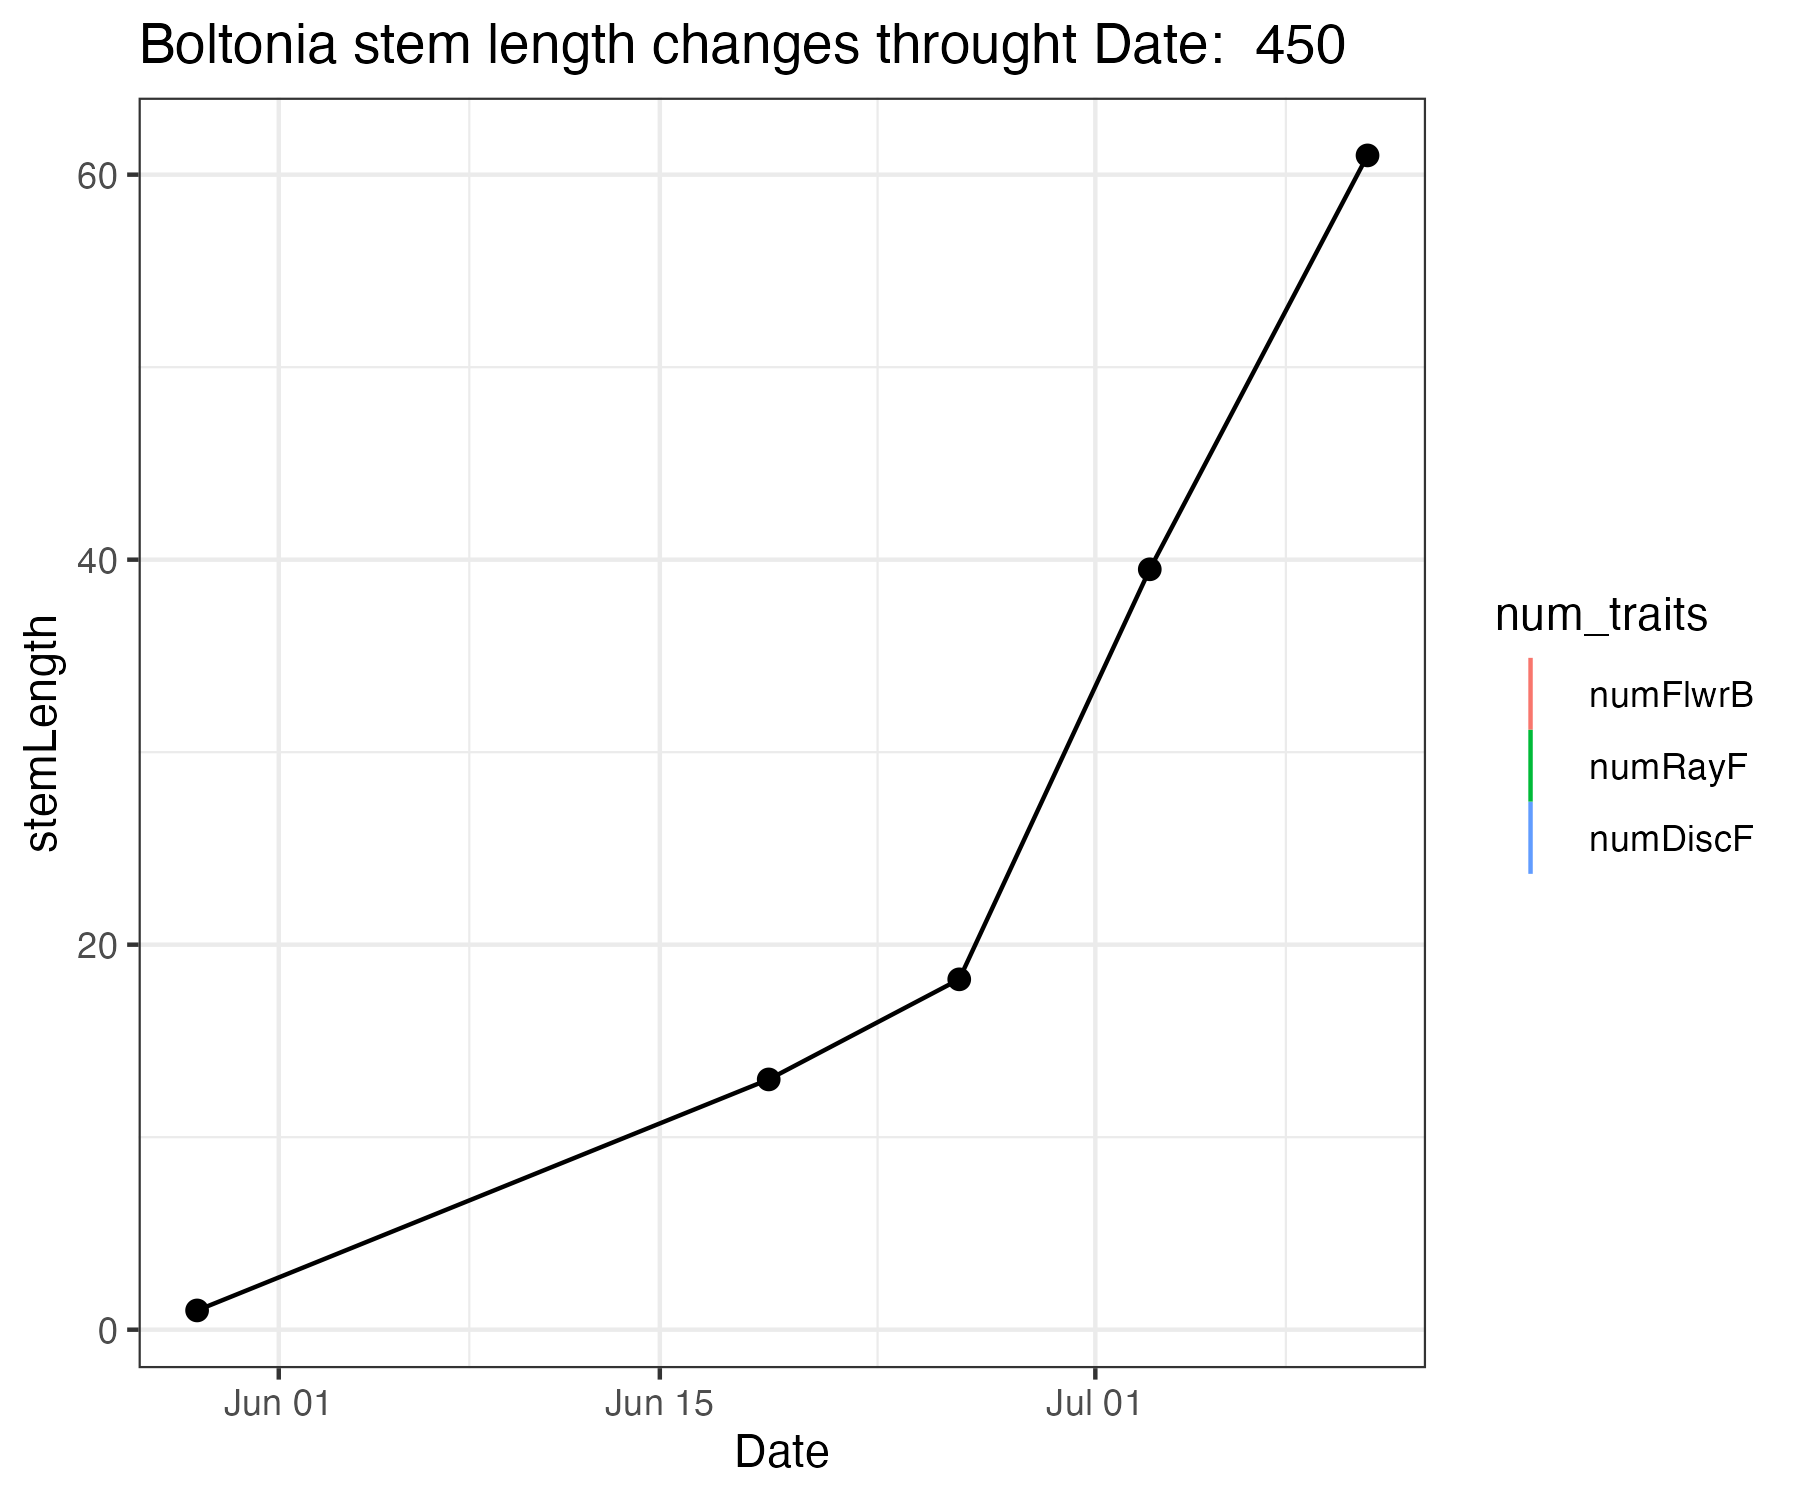 Boltonia stem length changes throught Date:  450
60
40
20
0
stemLength
Jun 01
Jun 15
Jul 01
Date
num_traits
numFlwrB
numRayF
numDiscF